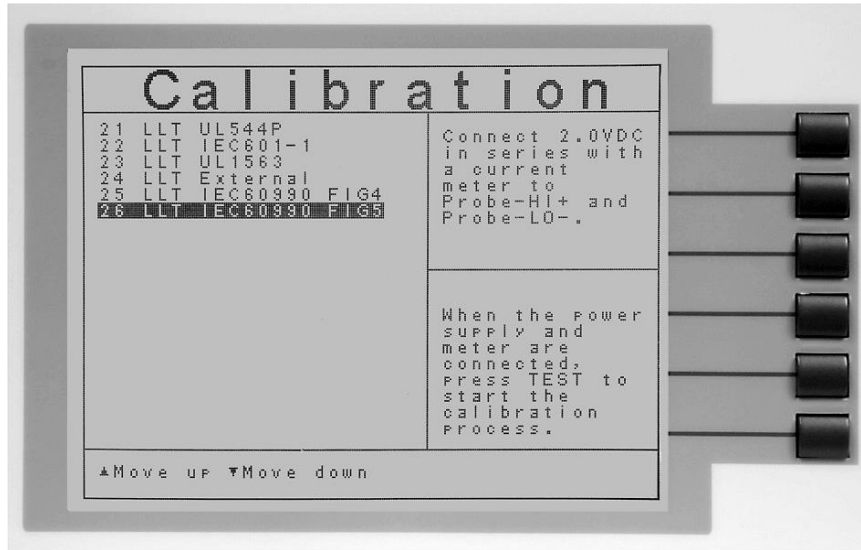 Calibration
21 LLT UL544P
22 LLT IEC601-1
23 LLT UL1563
24 LLT External
25 LLT IEC60990 FIG4
26 LLT IEC60990 FIG5
Connect 2.0VDC
in series with
a current
meter to
Probe-HI+ and
Probe-LO-.
When the power
supply and
meter are
connected,
press TEST to
start the
calibration
process.
▲Move up ▼Move down